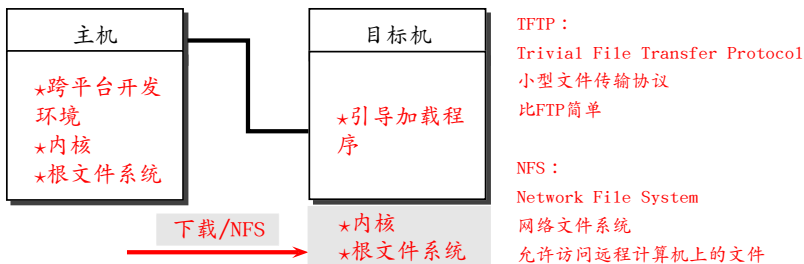 主机
★跨平台开发
环境
★内核
★根文件系统
目标机
★引导加载程
序
下载/NFS
★内核
★根文件系统
TFTP：
Trivial File Transfer Protocol
小型文件传输协议
比FTP简单
NFS：
Network File System
网络文件系统
允许访问远程计算机上的文件